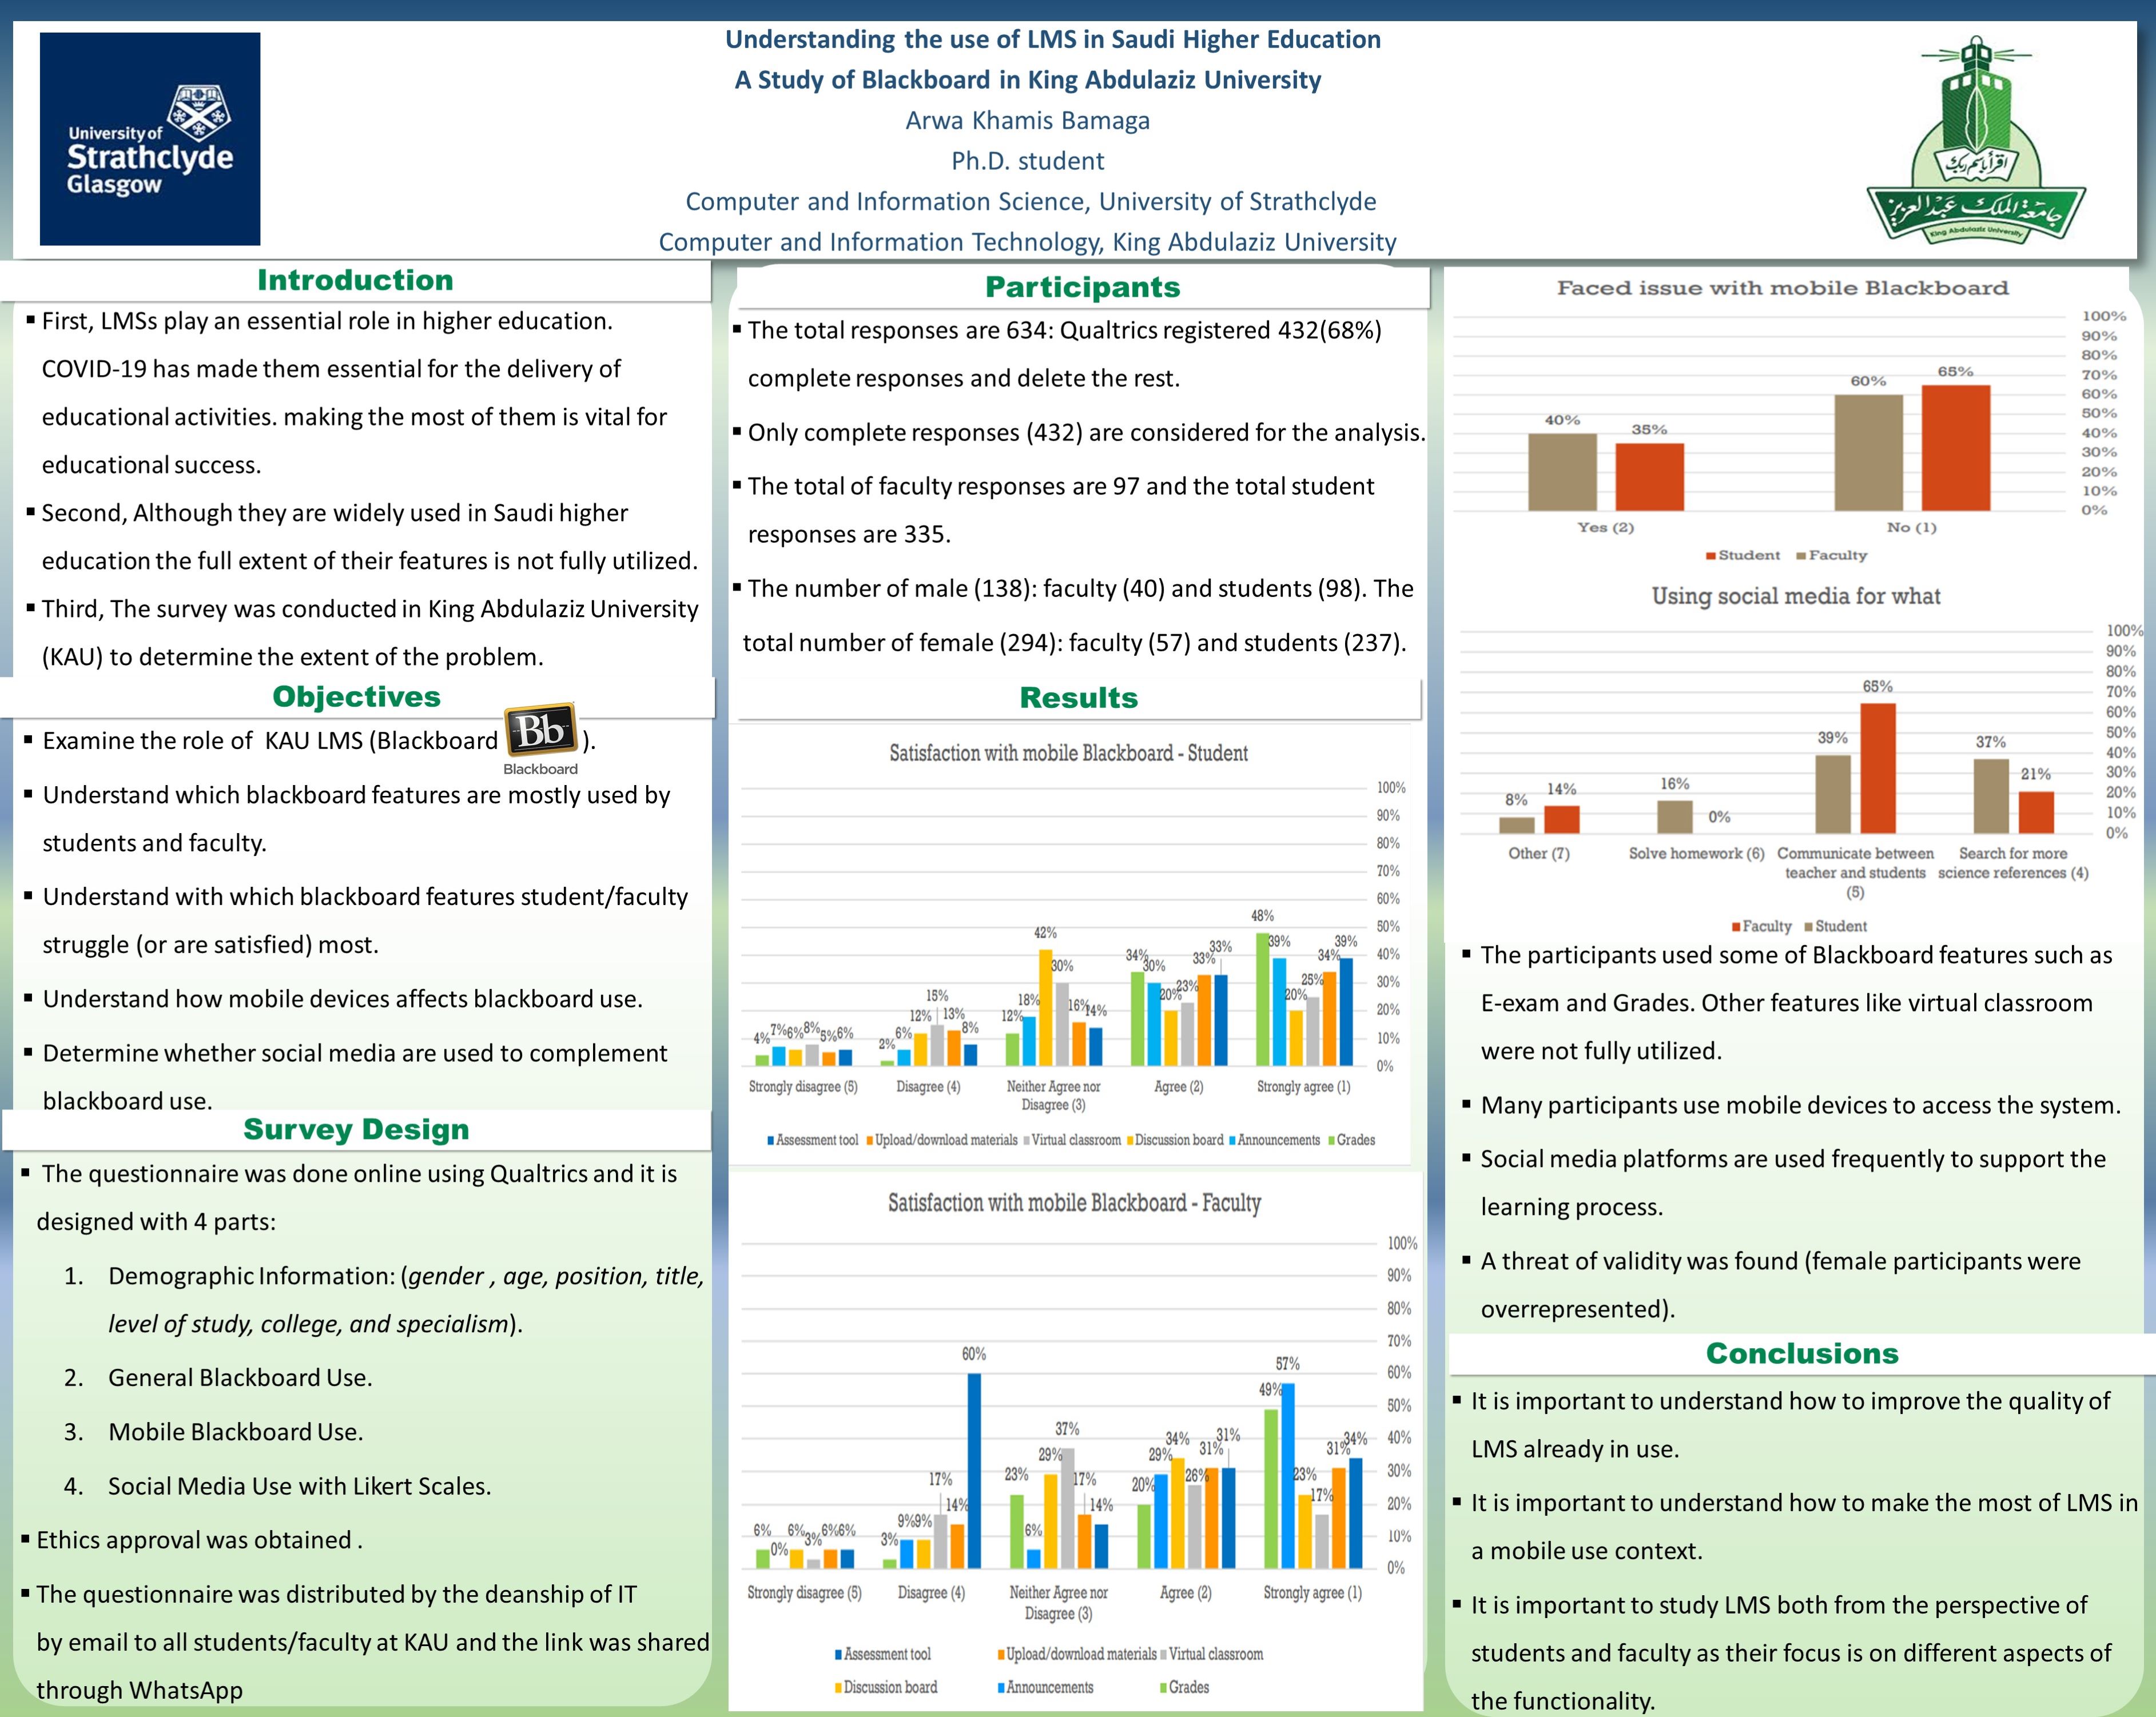 Understanding the use of LMS in Saudi Higher Education
A Study of Blackboard in King Abdulaziz University
Arwa Khamis Bamaga
Ph.D. student
Computer and Information Science, University of Strathclyde
Computer and Information Technology, King Abdulaziz University
University of
Strathclyde
Glasgow
اقرأ باسم ربك
جامعة الملك عبد العزيز
King Abdulaziz University
Introduction
▪ First, LMSs play an essential role in higher education.
COVID-19 has made them essential for the delivery of
educational activities. making the most of them is vital for
educational success.
▪ Second, Although they are widely used in Saudi higher
education the full extent of their features is not fully utilized.
▪ Third, The survey was conducted in King Abdulaziz University
(KAU) to determine the extent of the problem.
Objectives
▪ Examine the role of KAU LMS (Blackboard Bb ).
Blackboard
▪ Understand which blackboard features are mostly used by
students and faculty.
▪ Understand with which blackboard features student/faculty
struggle (or are satisfied) most.
▪ Understand how mobile devices affects blackboard use.
▪ Determine whether social media are used to complement
blackboard use.
Survey Design
▪ The questionnaire was done online using Qualtrics and it is
designed with 4 parts:
1. Demographic Information: (gender , age, position, title,
level of study, college, and specialism).
2. General Blackboard Use.
3. Mobile Blackboard Use.
4. Social Media Use with Likert Scales.
▪ Ethics approval was obtained .
▪ The questionnaire was distributed by the deanship of IT
by email to all students/faculty at KAU and the link was shared
through WhatsApp
Participants
▪ The total responses are 634: Qualtrics registered 432(68%)
complete responses and delete the rest.
▪ Only complete responses (432) are considered for the analysis.
▪ The total of faculty responses are 97 and the total student
responses are 335.
▪ The number of male (138): faculty (40) and students (98). The
total number of female (294): faculty (57) and students (237).
Results
Satisfaction with mobile Blackboard - Student
100%
90%
80%
70%
60%
50%
40%
30%
20%
10%
0%
4% 7% 6% 8% 5% 6%
2% 6% 12% 15% 13% 8%
12% 18% 42% 30% 16% 14%
34% 30% 20% 23% 33% 33%
48% 39% 20% 25% 34% 39%
Strongly disagree (5) Disagree (4) Neither Agree nor Disagree (3) Agree (2) Strongly agree (1)
Assessment tool Upload/download materials Virtual classroom Discussion board Announcements Grades
Satisfaction with mobile Blackboard - Faculty
100%
90%
80%
70%
60%
50%
40%
30%
20%
10%
0%
6% 0% 6% 3% 6% 6%
3% 9% 9% 17% 14% 60%
23% 6% 29% 37% 17% 14%
20% 29% 34% 26% 31% 31%
49% 57% 23% 17% 31% 34%
Strongly disagree (5) Disagree (4) Neither Agree nor Disagree (3) Agree (2) Strongly agree (1)
Assessment tool Upload/download materials Virtual classroom
Discussion board Announcements Grades
Faced issue with mobile Blackboard
100%
90%
80%
70%
60%
50%
40%
30%
20%
10%
0%
40% 35% 60% 65%
Yes (2) No (1)
Student Faculty
Using social media for what
100%
90%
80%
70%
60%
50%
40%
30%
20%
10%
0%
8% 14% 16% 0% 39% 65% 37% 21%
Other (7) Solve homework (6) Communicate between teacher and students (5) Search for more science references (4)
Faculty Student
▪ The participants used some of Blackboard features such as
E-exam and Grades. Other features like virtual classroom
were not fully utilized.
▪ Many participants use mobile devices to access the system.
▪ Social media platforms are used frequently to support the
learning process.
▪ A threat of validity was found (female participants were
overrepresented).
Conclusions
▪ It is important to understand how to improve the quality of
LMS already in use.
▪ It is important to understand how to make the most of LMS in
a mobile use context.
▪ It is important to study LMS both from the perspective of
students and faculty as their focus is on different aspects of
the functionality.